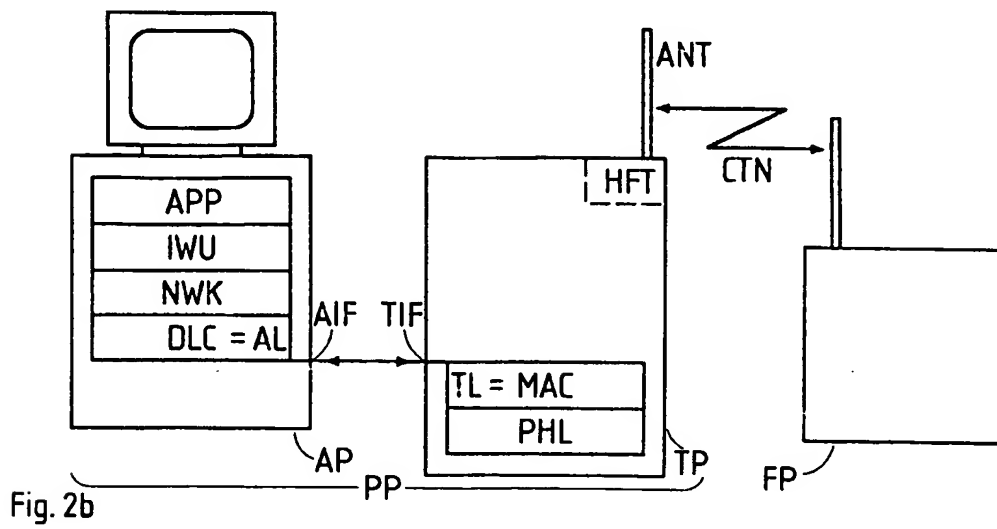 ANT
HFT
CTN
APP
IWU
NWK
DLC = AL
AIF TIF
TL = MAC
PHL
AP
TP
FP
PP
Fig. 2b